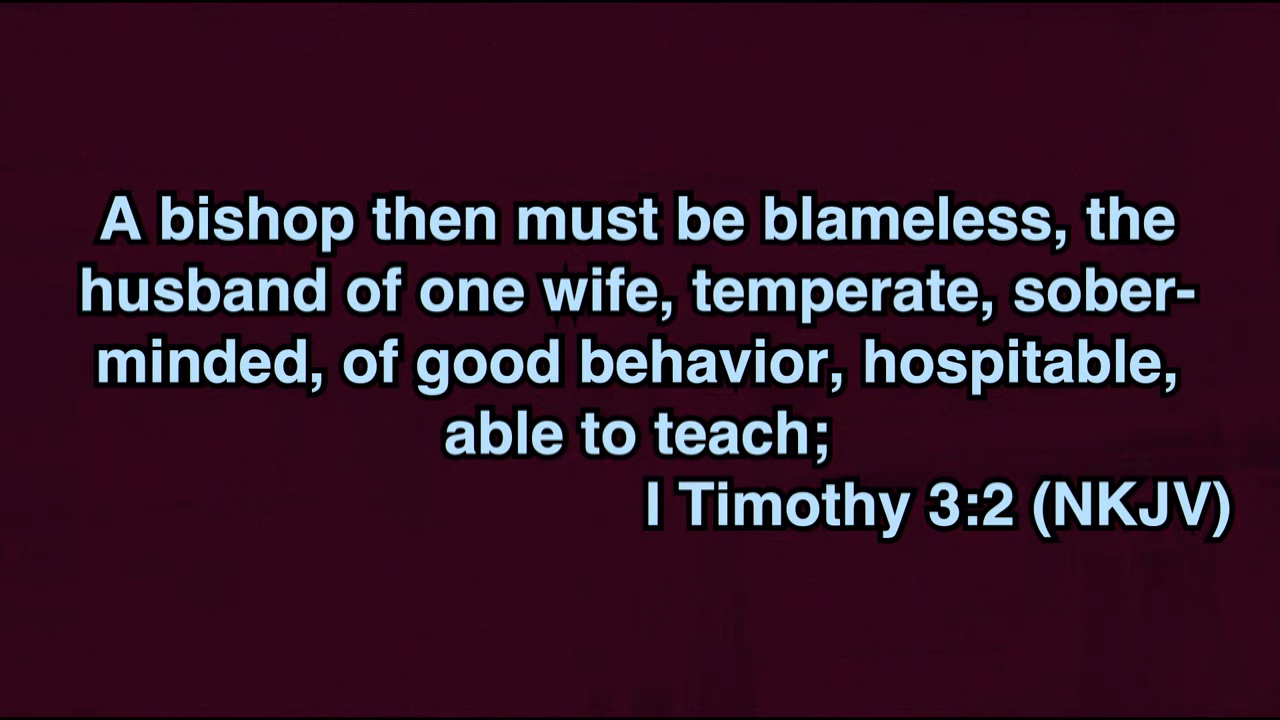 A bishop then must be blameless, the
husband of one wife, temperate, sober-
minded, of good behavior, hospitable,
able to teach;
I Timothy 3:2 (NKJV)